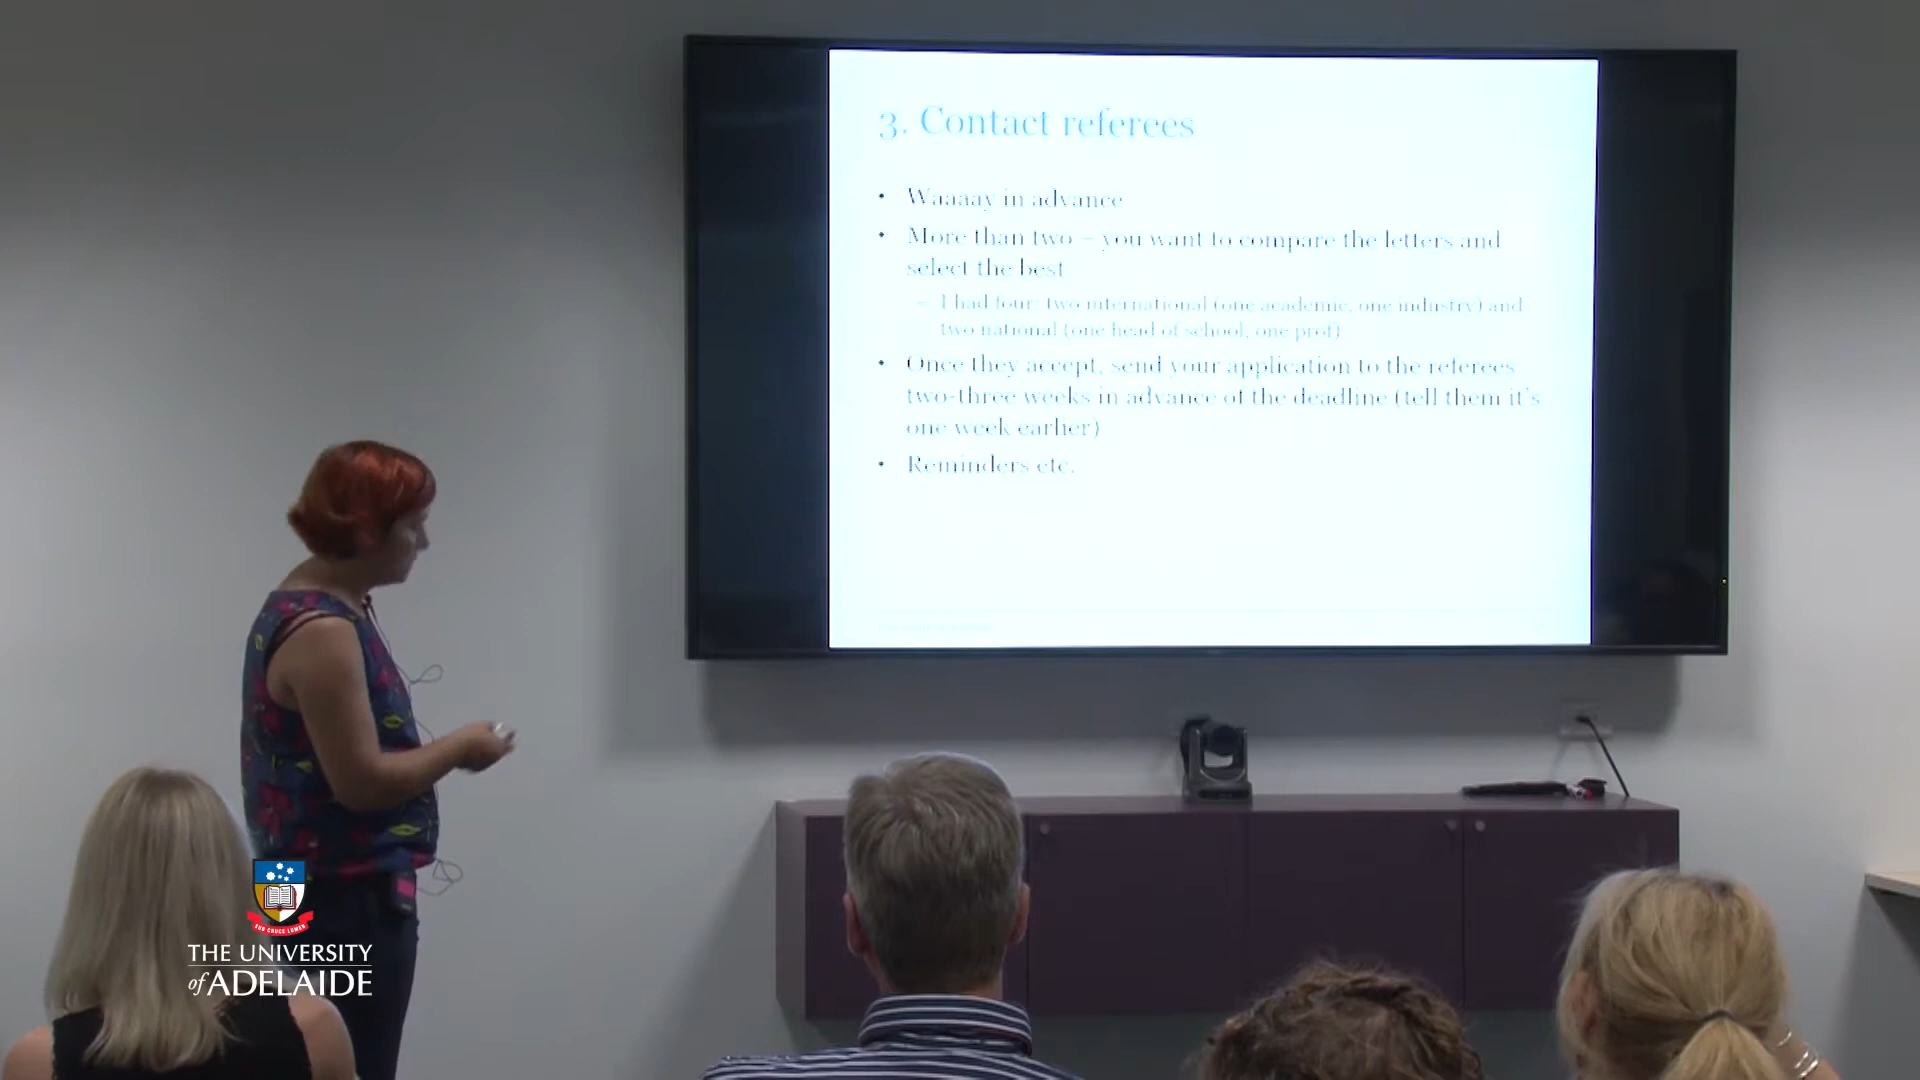 3. Contact referees
• Waaaay in advance
• More than two – you want to compare the letters and
select the best
– I had four: two international (one academic, one industry) and
two national (one head of school, one prof)
• Once they accept, send your application to the referees
two-three weeks in advance of the deadline (tell them it's
one week earlier)
• Reminders etc.
SUB CRUCE LUMEN
THE UNIVERSITY
of ADELAIDE